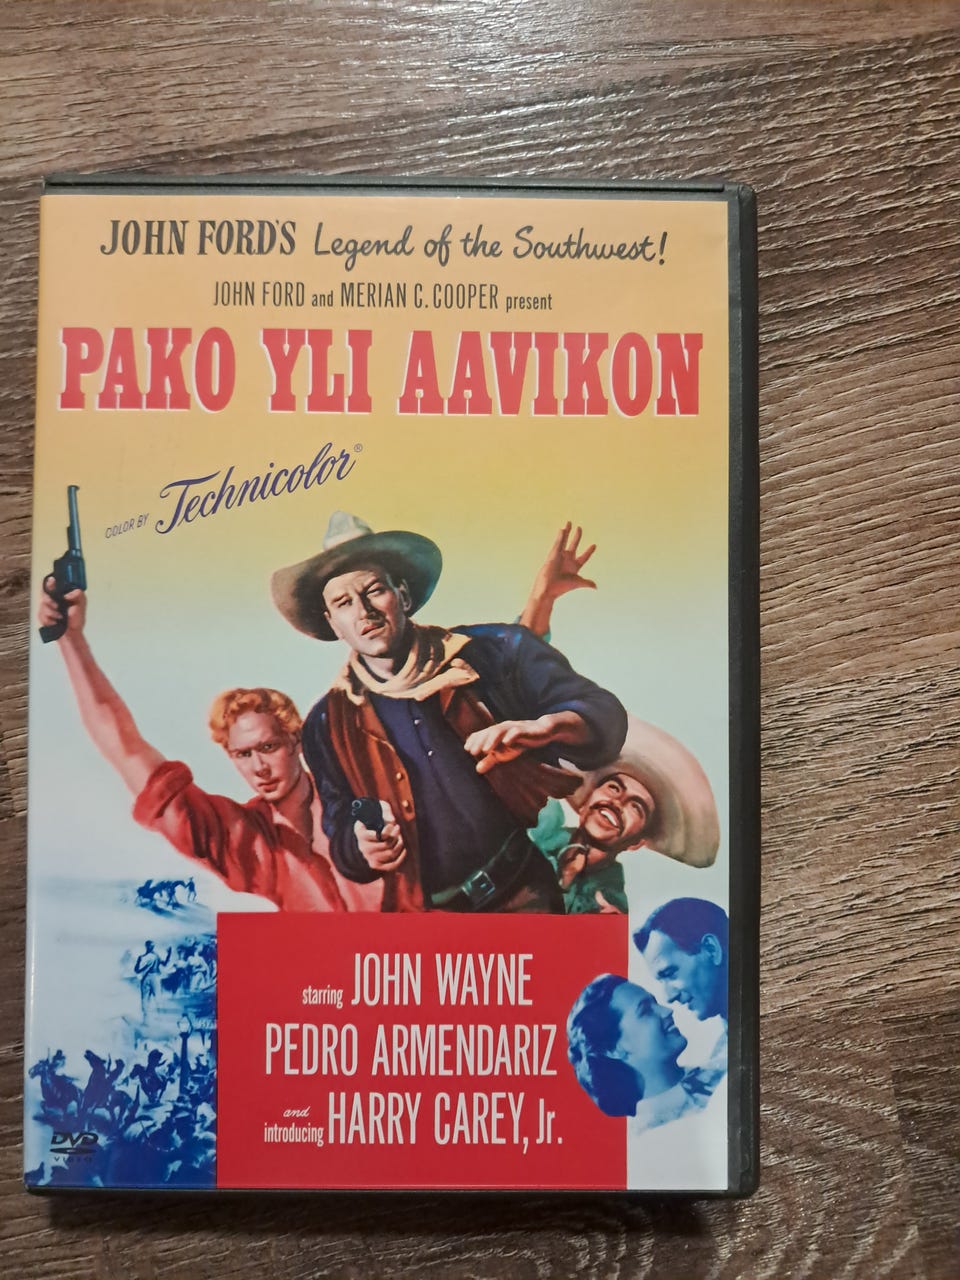 JOHN FORD'S Legend of the Southwest!
JOHN FORD and MERIAN C. COOPER present
PAKO YLI AAVIKON
COLOR BY Technicolor®
starring JOHN WAYNE
PEDRO ARMENDARIZ
and introducing HARRY CAREY, Jr.
DVD
VIDEO